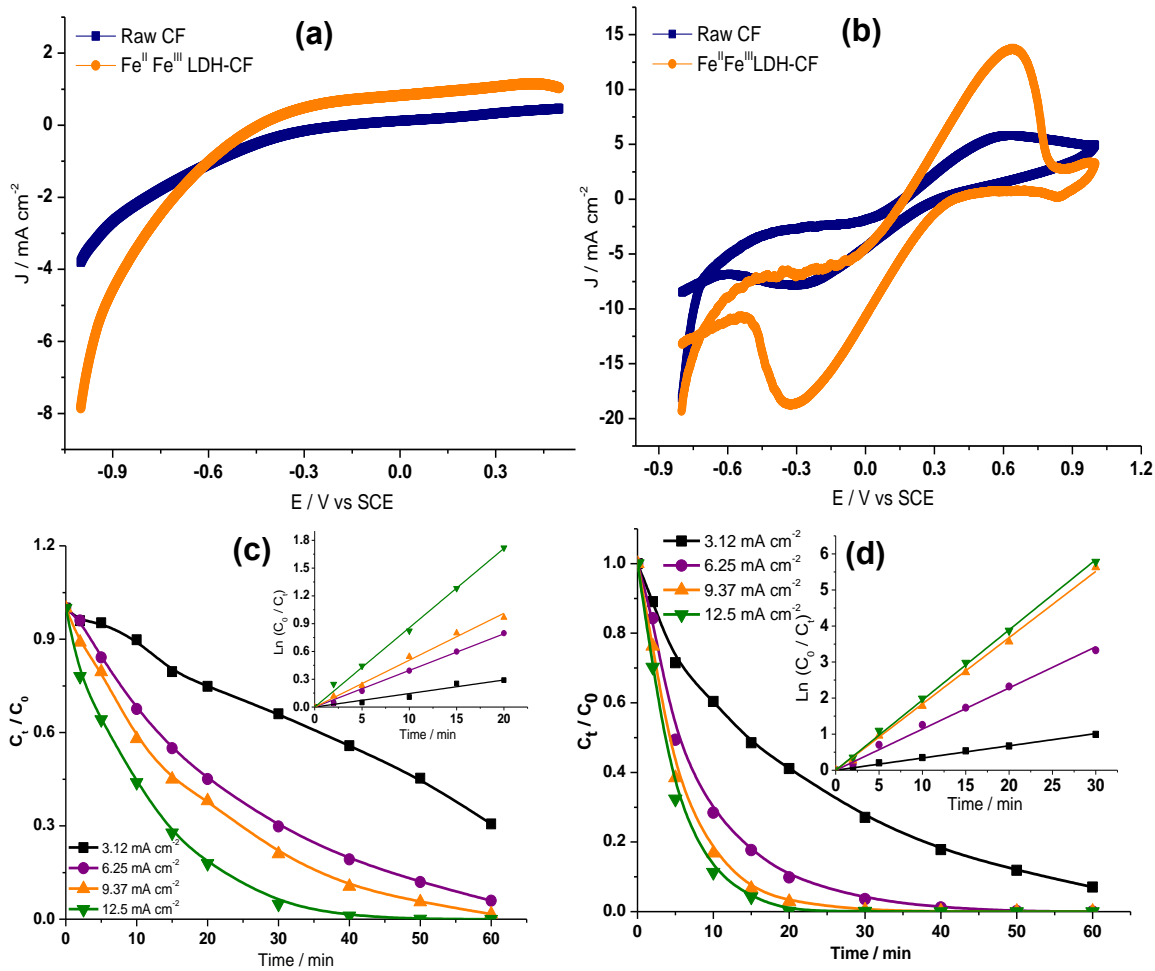 (a)
Raw CF
Fe^II Fe^III LDH-CF
2
0
-2
-4
-6
-8
J / mA cm^-2
-0.9 -0.6 -0.3 0.0 0.3
E / V vs SCE
(b)
Raw CF
Fe^IIFe^IIILDH-CF
15
10
5
0
-5
-10
-15
-20
J / mA cm^-2
-0.9 -0.6 -0.3 0.0 0.3 0.6 0.9 1.2
E / V vs SCE
(c)
1.2
0.9
0.6
0.3
0.0
C_t / C_0
0 10 20 30 40 50 60
Time / min
3.12 mA cm^-2
6.25 mA cm^-2
9.37 mA cm^-2
12.5 mA cm^-2
1.8
1.5
1.2
0.9
0.6
0.3
0.0
Ln (C_0 / C_t)
0 5 10 15 20
Time / min
(d)
3.12 mA cm^-2
6.25 mA cm^-2
9.37 mA cm^-2
12.5 mA cm^-2
1.0
0.8
0.6
0.4
0.2
0.0
C_t / C_0
0 10 20 30 40 50 60
Time / min
6
5
4
3
2
1
0
Ln (C_0 / C_t)
0 5 10 15 20 25 30
Time / min